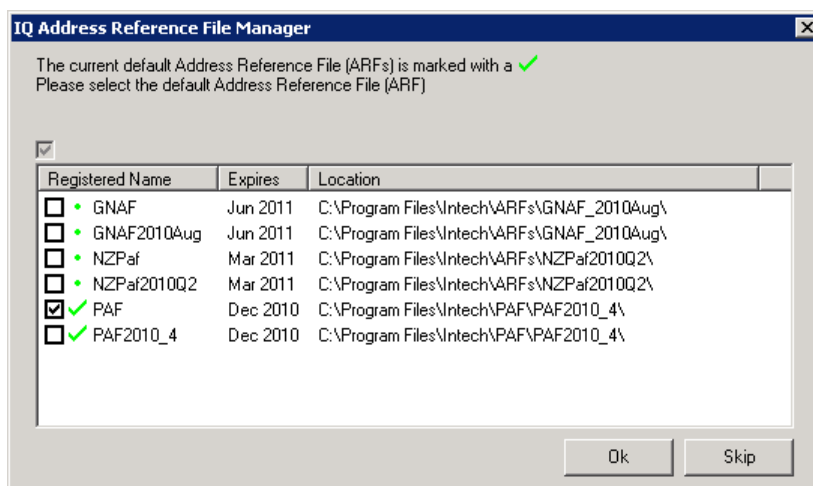 IQ Address Reference File Manager
The current default Address Reference File (ARFs) is marked with a
Please select the default Address Reference File (ARF)
Registered Name Expires Location
GNAF Jun 2011 C:\Program Files\Intech\ARFs\GNAF_2010Aug\
GNAF2010Aug Jun 2011 C:\Program Files\Intech\ARFs\GNAF_2010Aug\
NZPaf Mar 2011 C:\Program Files\Intech\ARFs\NZPaf2010Q2\
NZPaf2010Q2 Mar 2011 C:\Program Files\Intech\ARFs\NZPaf2010Q2\
PAF Dec 2010 C:\Program Files\Intech\PAF\PAF2010_4\
PAF2010_4 Dec 2010 C:\Program Files\Intech\PAF\PAF2010_4\
Ok Skip